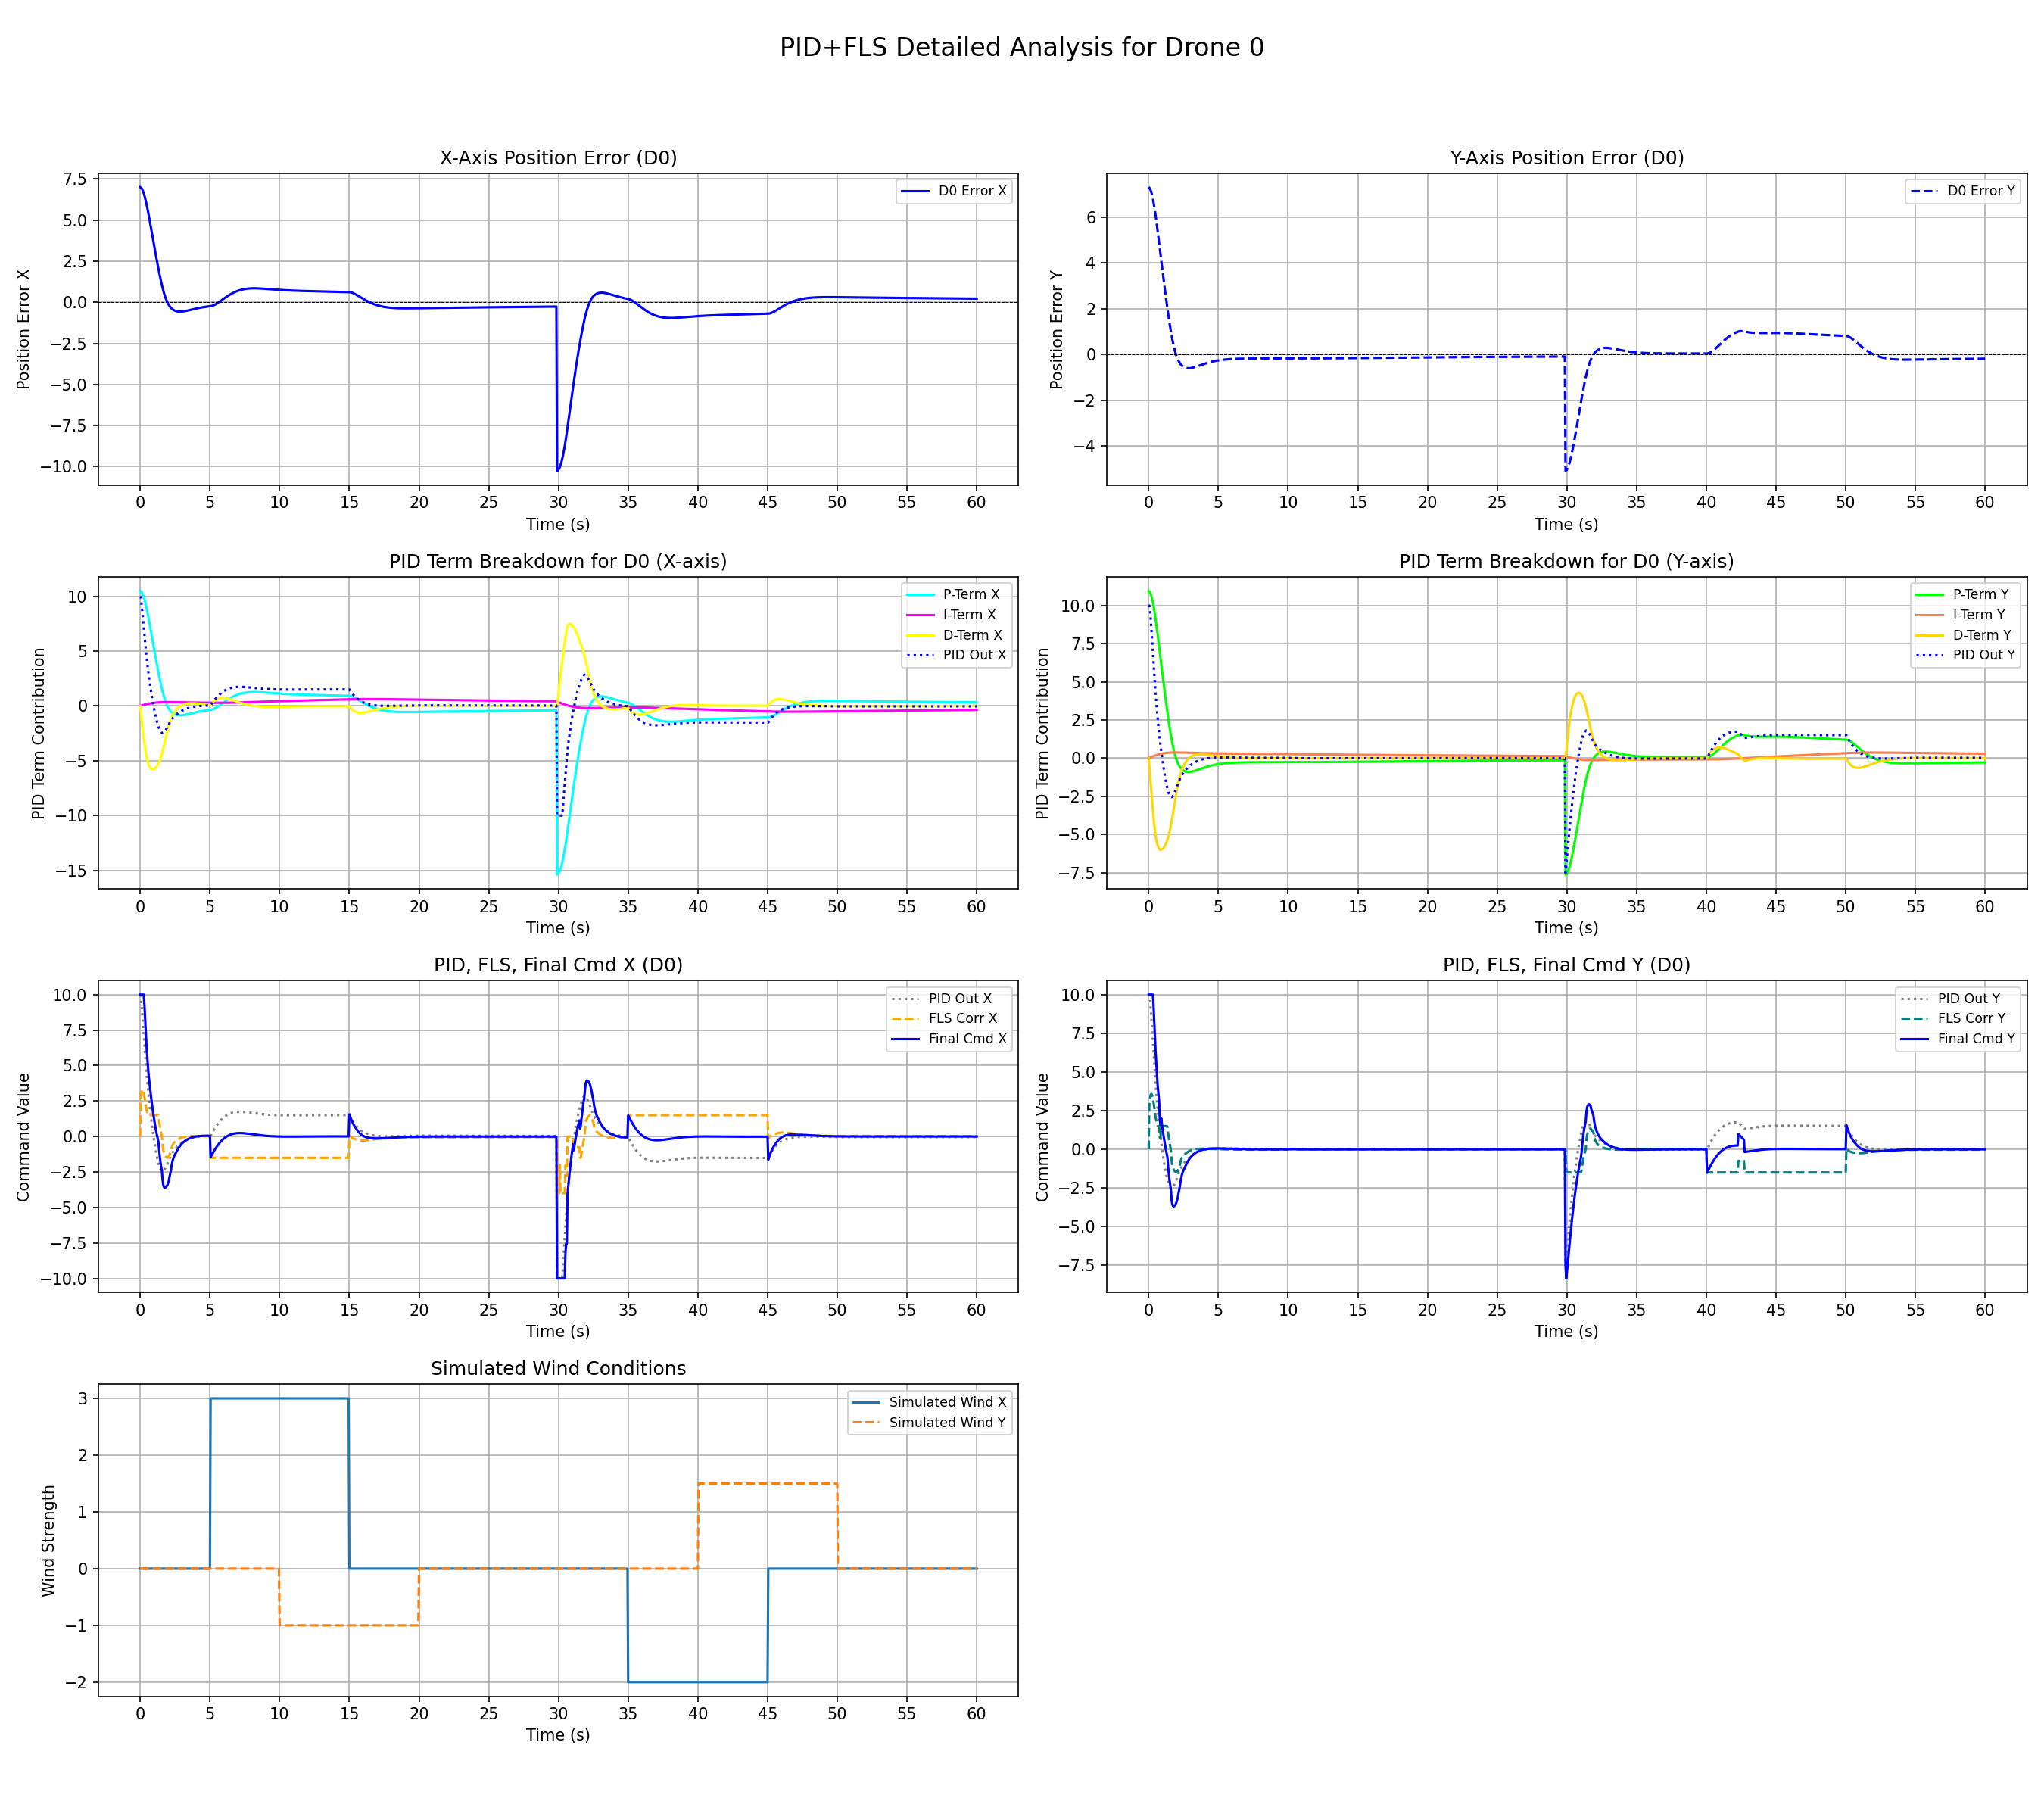 PID+FLS Detailed Analysis for Drone 0
X-Axis Position Error (D0)
Position Error X
7.5
5.0
2.5
0.0
−2.5
−5.0
−7.5
−10.0
D0 Error X
0 5 10 15 20 25 30 35 40 45 50 55 60
Time (s)
Y-Axis Position Error (D0)
Position Error Y
6
4
2
0
−2
−4
D0 Error Y
0 5 10 15 20 25 30 35 40 45 50 55 60
Time (s)
PID Term Breakdown for D0 (X-axis)
PID Term Contribution
10
5
0
−5
−10
−15
P-Term X
I-Term X
D-Term X
PID Out X
0 5 10 15 20 25 30 35 40 45 50 55 60
Time (s)
PID Term Breakdown for D0 (Y-axis)
PID Term Contribution
10.0
7.5
5.0
2.5
0.0
−2.5
−5.0
−7.5
P-Term Y
I-Term Y
D-Term Y
PID Out Y
0 5 10 15 20 25 30 35 40 45 50 55 60
Time (s)
PID, FLS, Final Cmd X (D0)
Command Value
10.0
7.5
5.0
2.5
0.0
−2.5
−5.0
−7.5
−10.0
PID Out X
FLS Corr X
Final Cmd X
0 5 10 15 20 25 30 35 40 45 50 55 60
Time (s)
PID, FLS, Final Cmd Y (D0)
Command Value
10.0
7.5
5.0
2.5
0.0
−2.5
−5.0
−7.5
PID Out Y
FLS Corr Y
Final Cmd Y
0 5 10 15 20 25 30 35 40 45 50 55 60
Time (s)
Simulated Wind Conditions
Wind Strength
3
2
1
0
−1
−2
Simulated Wind X
Simulated Wind Y
0 5 10 15 20 25 30 35 40 45 50 55 60
Time (s)